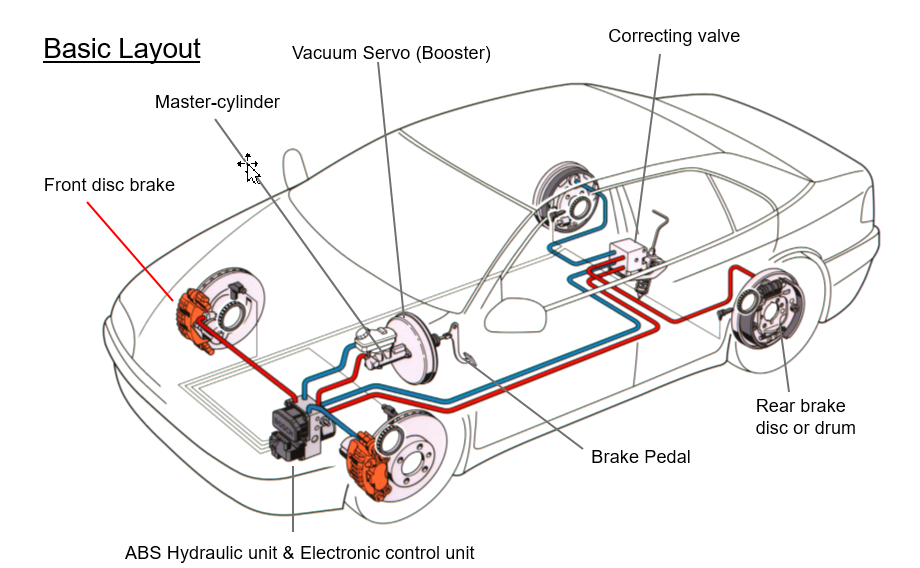 Basic Layout
Vacuum Servo (Booster)
Correcting valve
Master-cylinder
Front disc brake
Rear brake
disc or drum
Brake Pedal
ABS Hydraulic unit & Electronic control unit